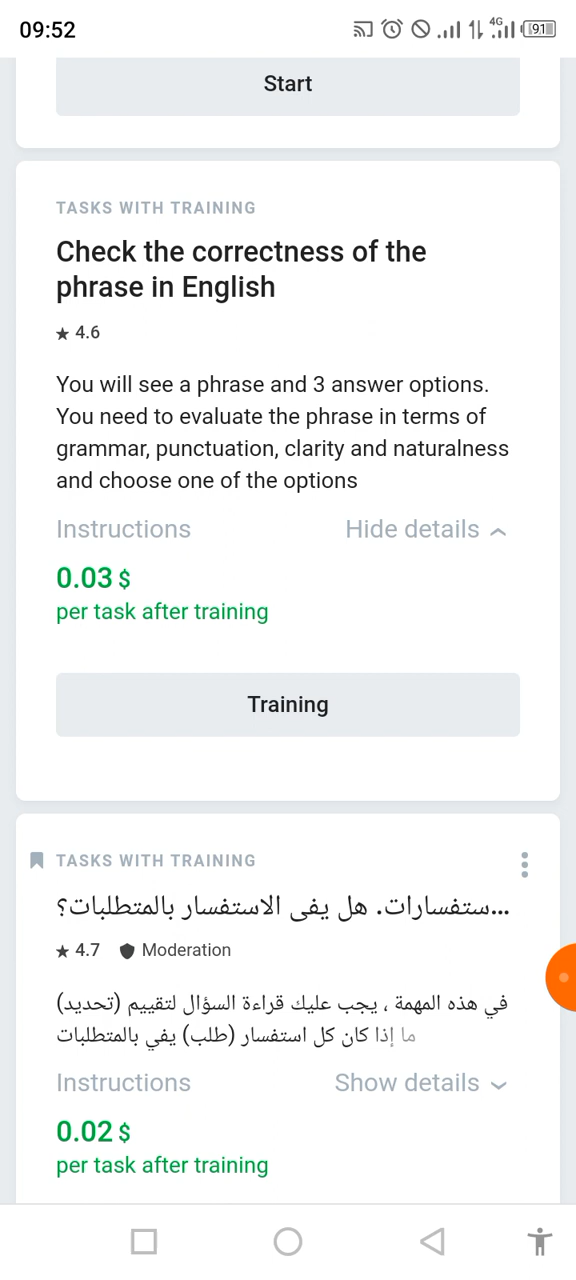 09:52
4G
91
Start
TASKS WITH TRAINING
Check the correctness of the
phrase in English
4.6
You will see a phrase and 3 answer options.
You need to evaluate the phrase in terms of
grammar, punctuation, clarity and naturalness
and choose one of the options
Instructions Hide details
0.03 $
per task after training
Training
TASKS WITH TRAINING
...ستفسارات. هل يفى الاستفسار بالمتطلبات؟
4.7 Moderation
في هذه المهمة ، يجب عليك قراءة السؤال لتقييم (تحديد)
ما إذا كان كل استفسار (طلب) يفي بالمتطلبات
Instructions Show details
0.02 $
per task after training